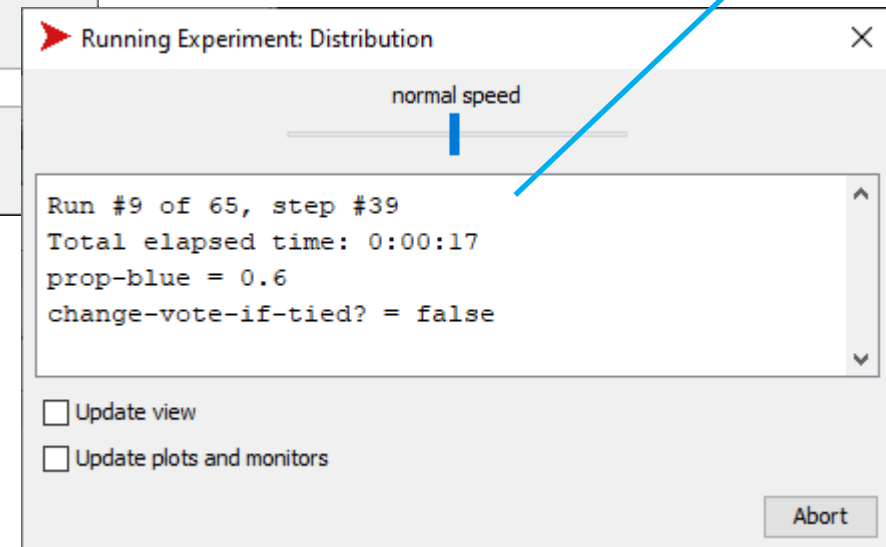 Running Experiment: Distribution
normal speed
Run #9 of 65, step #39
Total elapsed time: 0:00:17
prop-blue = 0.6
change-vote-if-tied? = false
Update view
Update plots and monitors
Abort